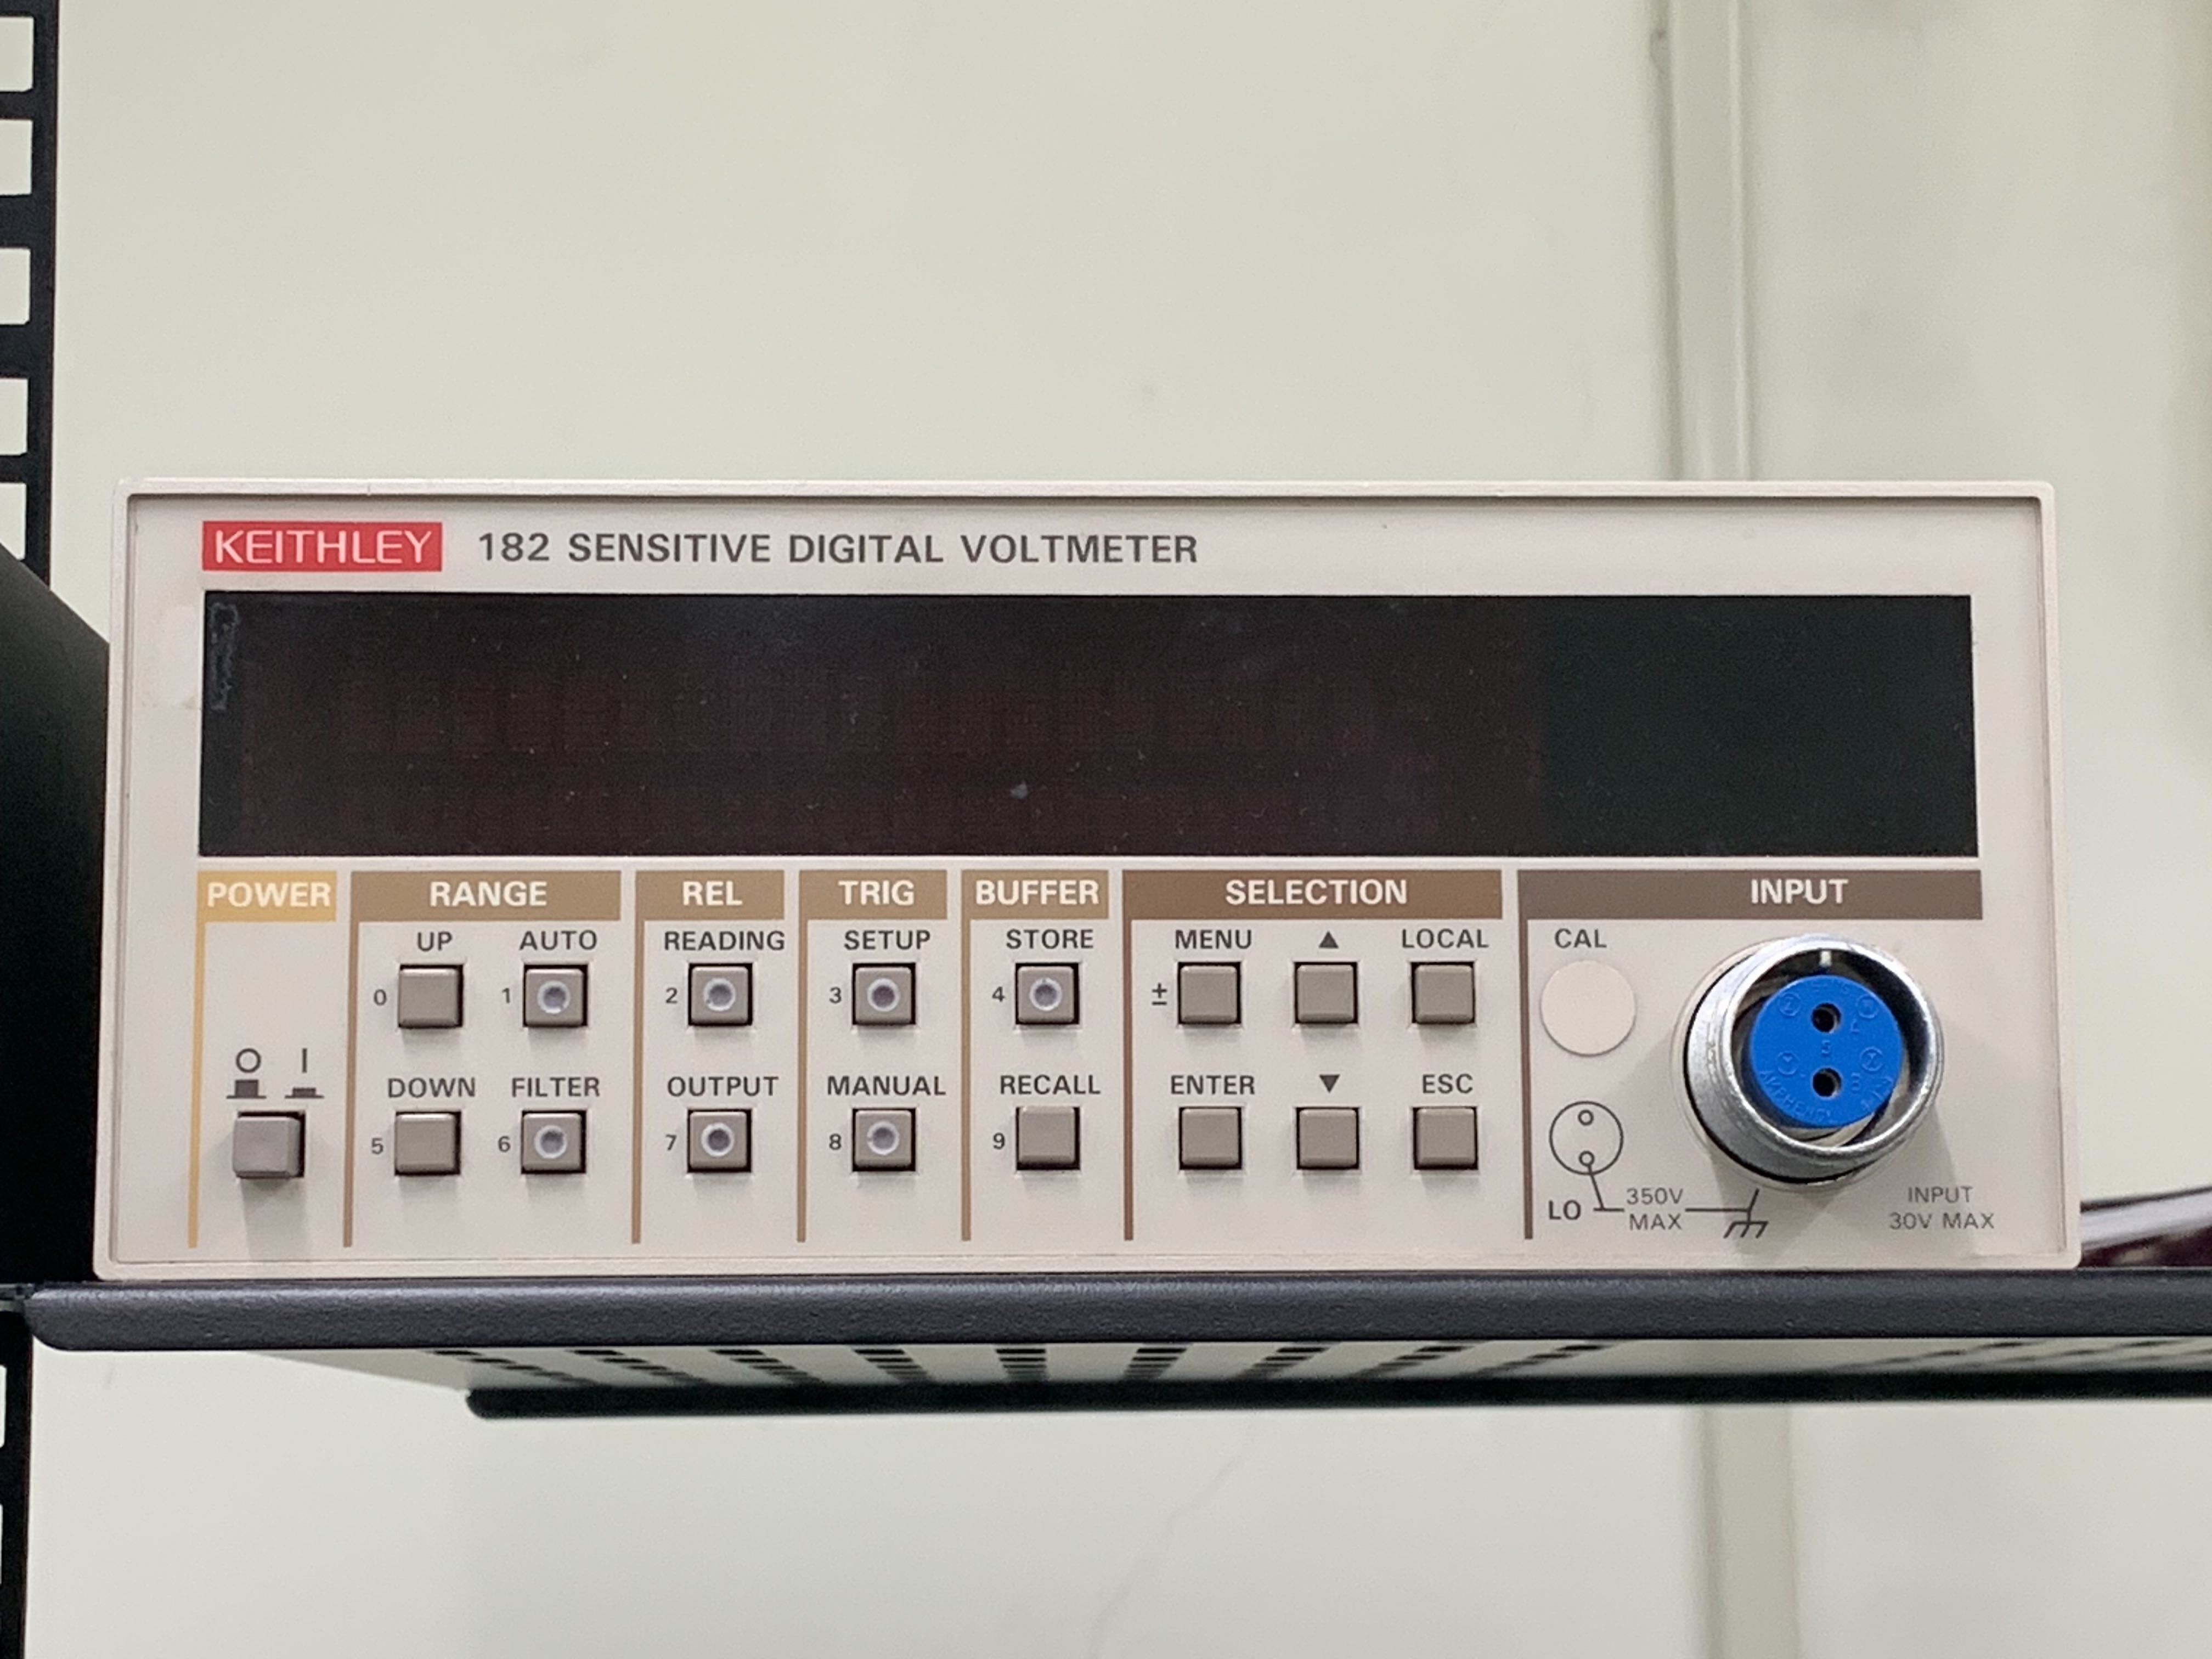 KEITHLEY 182 SENSITIVE DIGITAL VOLTMETER
POWER RANGE REL TRIG BUFFER SELECTION INPUT
UP AUTO READING SETUP STORE MENU ▲ LOCAL CAL
0 1 2 3 4 ±
O I
DOWN FILTER OUTPUT MANUAL RECALL ENTER ▼ ESC
5 6 7 8 9
LO 350V MAX
INPUT
30V MAX